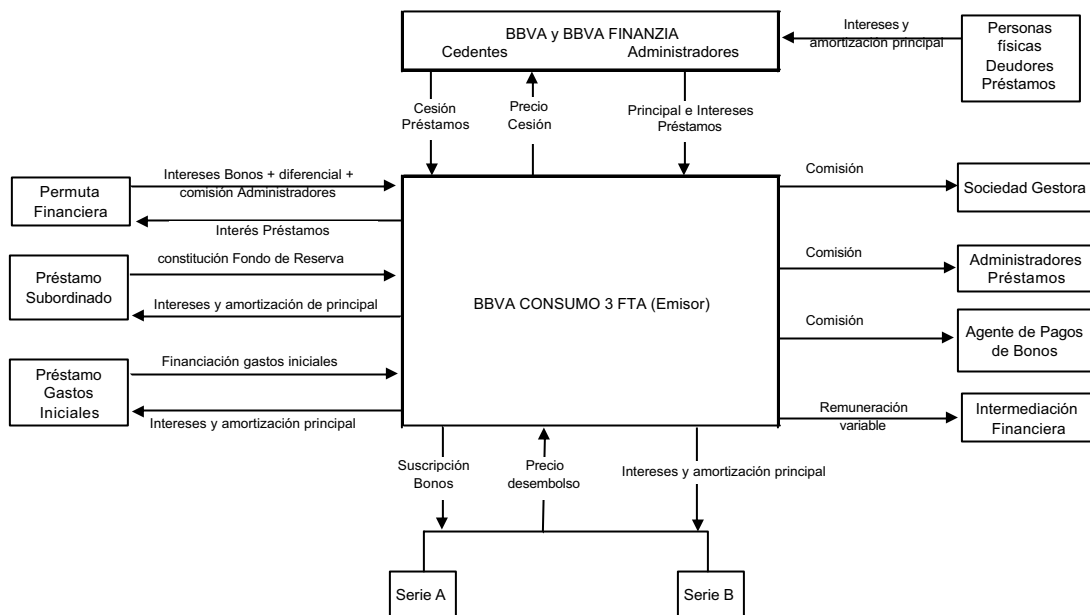 BBVA y BBVA FINANZIA
Cedentes Administradores
Intereses y
amortización principal
Personas
físicas
Deudores
Préstamos
Cesión
Préstamos
Precio
Cesión
Principal e Intereses
Préstamos
Permuta
Financiera
Intereses Bonos + diferencial +
comisión Administradores
Interés Préstamos
Comisión
Sociedad Gestora
Préstamo
Subordinado
constitución Fondo de Reserva
Intereses y amortización de principal
BBVA CONSUMO 3 FTA (Emisor)
Comisión
Administradores
Préstamos
Comisión
Agente de Pagos
de Bonos
Préstamo
Gastos
Iniciales
Financiación gastos iniciales
Intereses y amortización principal
Remuneración
variable
Intermediación
Financiera
Suscripción
Bonos
Precio
desembolso
Intereses y amortización principal
Serie A
Serie B